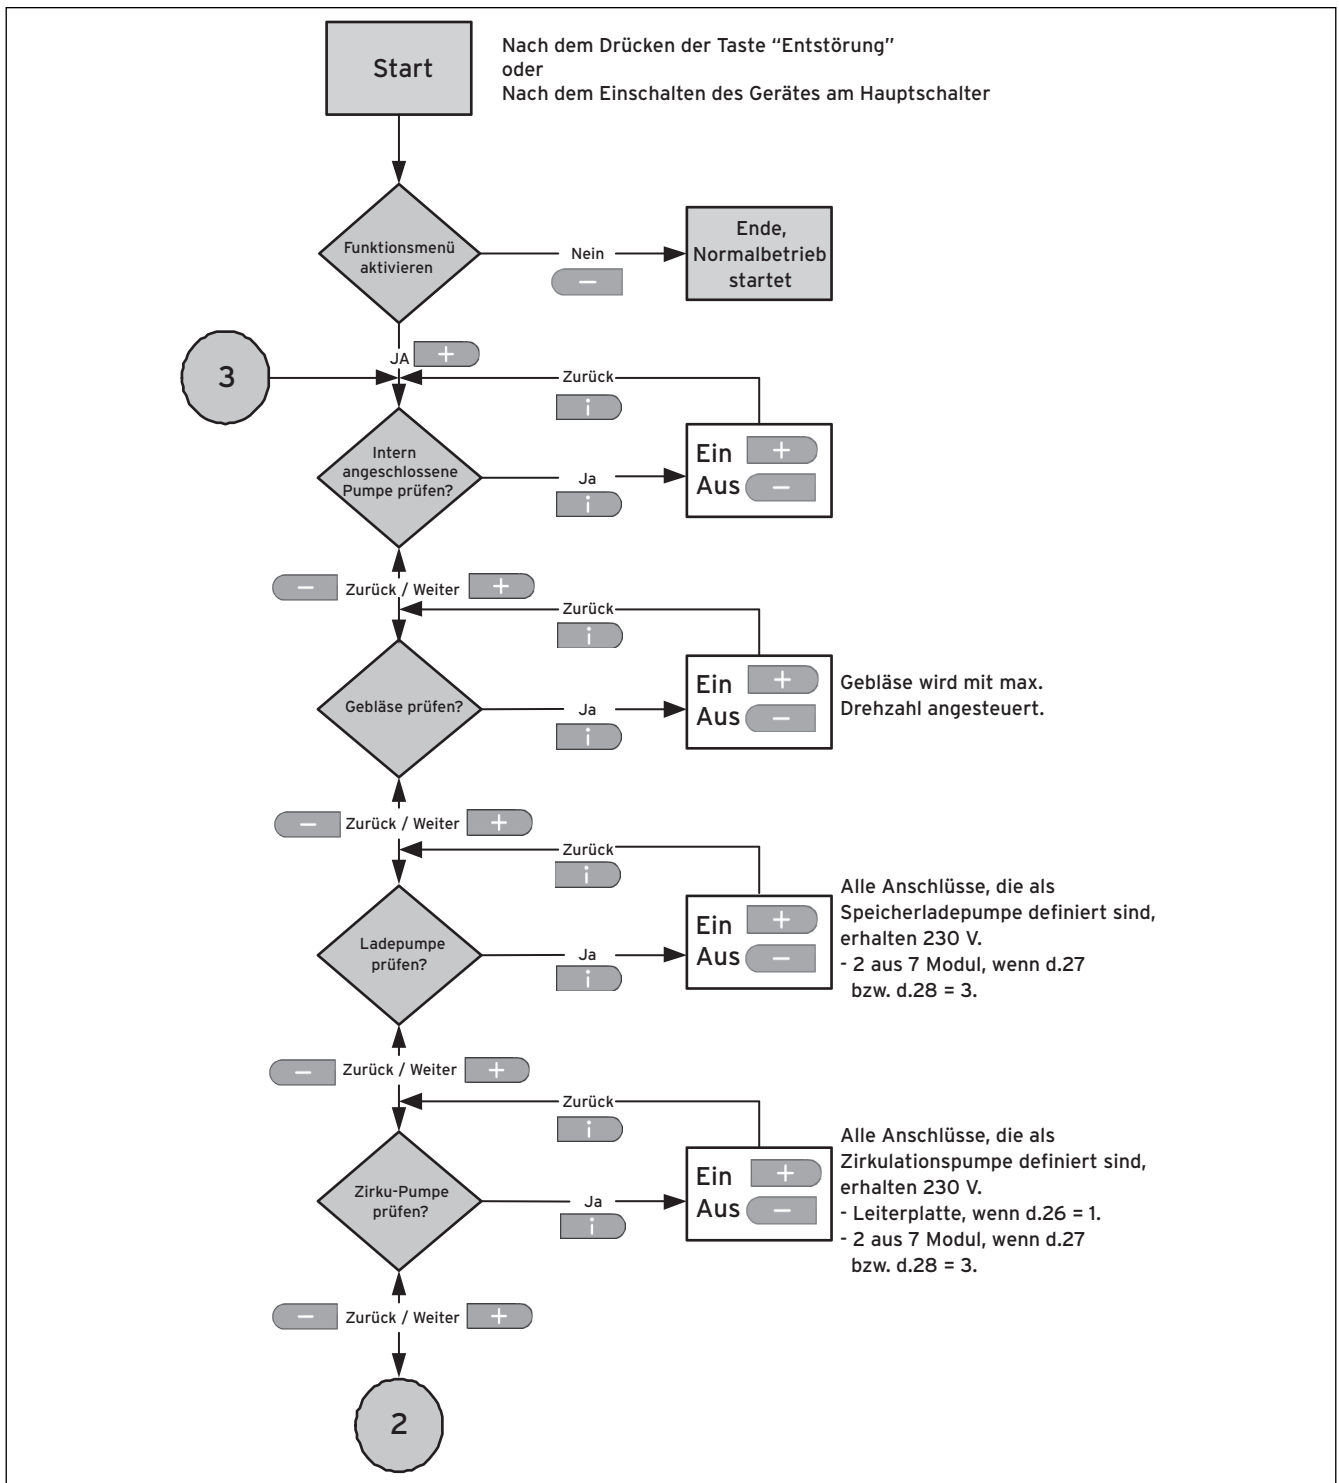 Start
Nach dem Drücken der Taste “Entstörung”
oder
Nach dem Einschalten des Gerätes am Hauptschalter
Funktionsmenü
aktivieren
Nein
−
Ende,
Normalbetrieb
startet
JA +
3
Zurück
i
Intern
angeschlossene
Pumpe prüfen?
Ja
i
Ein +
Aus −
− Zurück / Weiter +
Zurück
i
Gebläse prüfen?
Ja
i
Ein +
Aus −
Gebläse wird mit max.
Drehzahl angesteuert.
− Zurück / Weiter +
Zurück
i
Ladepumpe
prüfen?
Ja
i
Ein +
Aus −
Alle Anschlüsse, die als
Speicherladepumpe definiert sind,
erhalten 230 V.
- 2 aus 7 Modul, wenn d.27
bzw. d.28 = 3.
− Zurück / Weiter +
Zurück
i
Zirku-Pumpe
prüfen?
Ja
i
Ein +
Aus −
Alle Anschlüsse, die als
Zirkulationspumpe definiert sind,
erhalten 230 V.
- Leiterplatte, wenn d.26 = 1.
- 2 aus 7 Modul, wenn d.27
bzw. d.28 = 3.
− Zurück / Weiter +
2